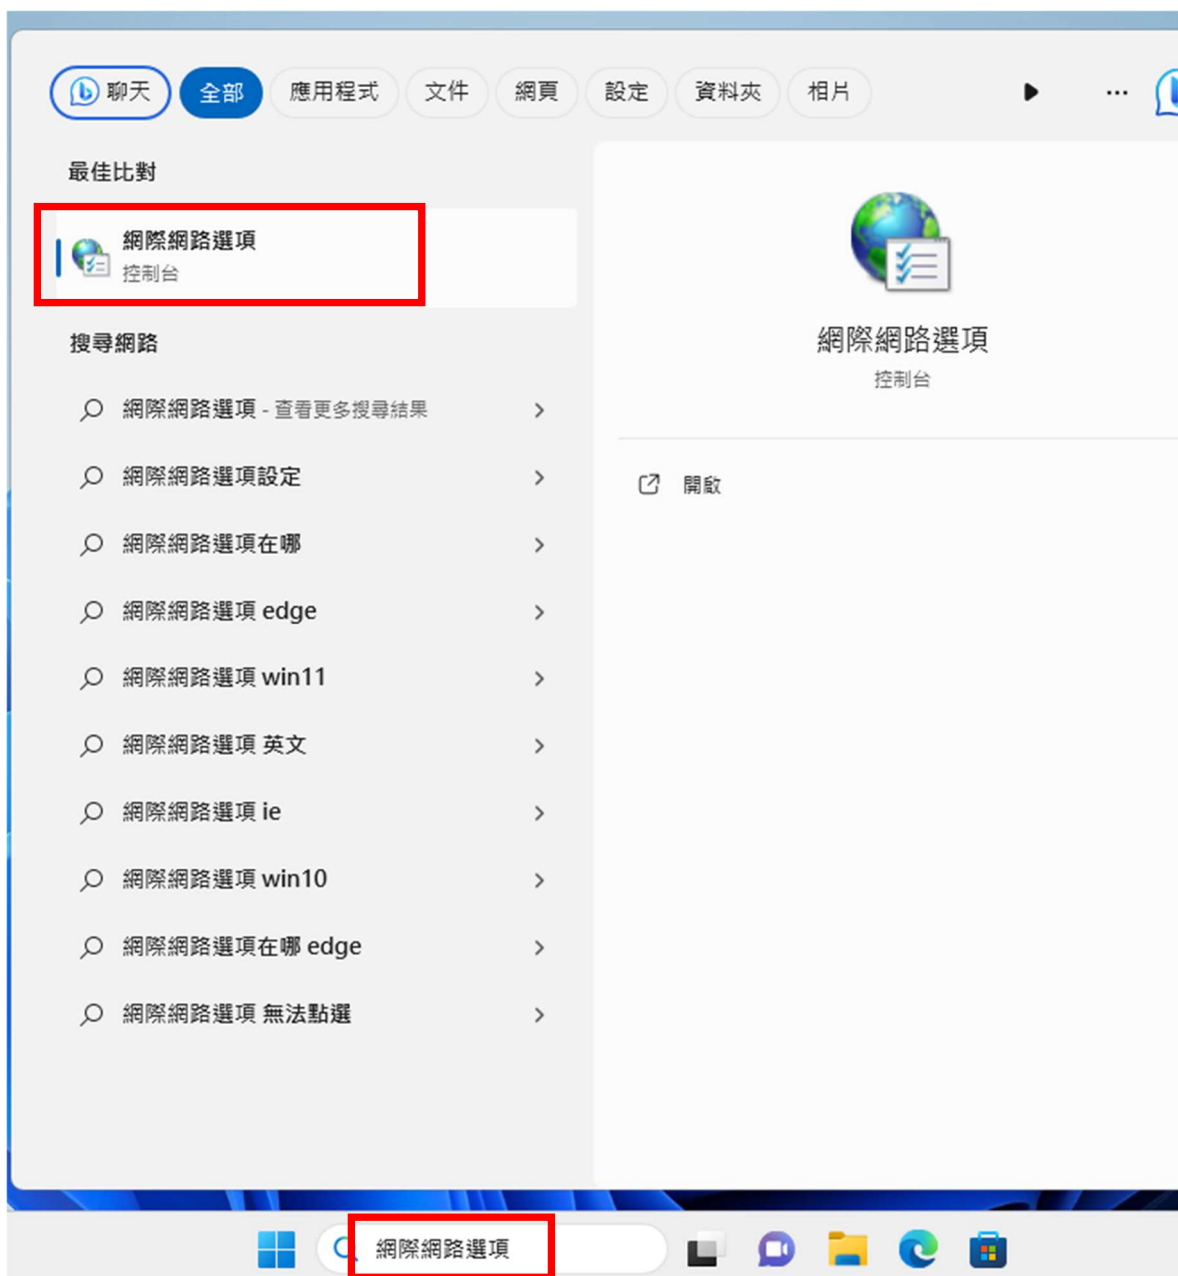 聊天 全部 應用程式 文件 網頁 設定 資料夾 相片
最佳比對
網際網路選項
控制台
搜尋網路
網際網路選項 - 查看更多搜尋結果
網際網路選項設定
網際網路選項在哪
網際網路選項 edge
網際網路選項 win11
網際網路選項 英文
網際網路選項 ie
網際網路選項 win10
網際網路選項在哪 edge
網際網路選項 無法點選
網際網路選項
控制台
開啟
網際網路選項